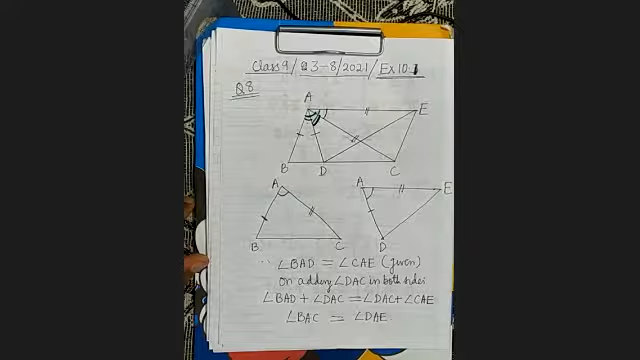 Class 9/23-8/2021/Ex 10.1
Q8
A
E
B D C
A
B C
A E
D
∵ ∠BAD = ∠CAE (given)
on adding ∠DAC in both sides
∠BAD + ∠DAC = ∠DAC + ∠CAE
∠BAC = ∠DAE.